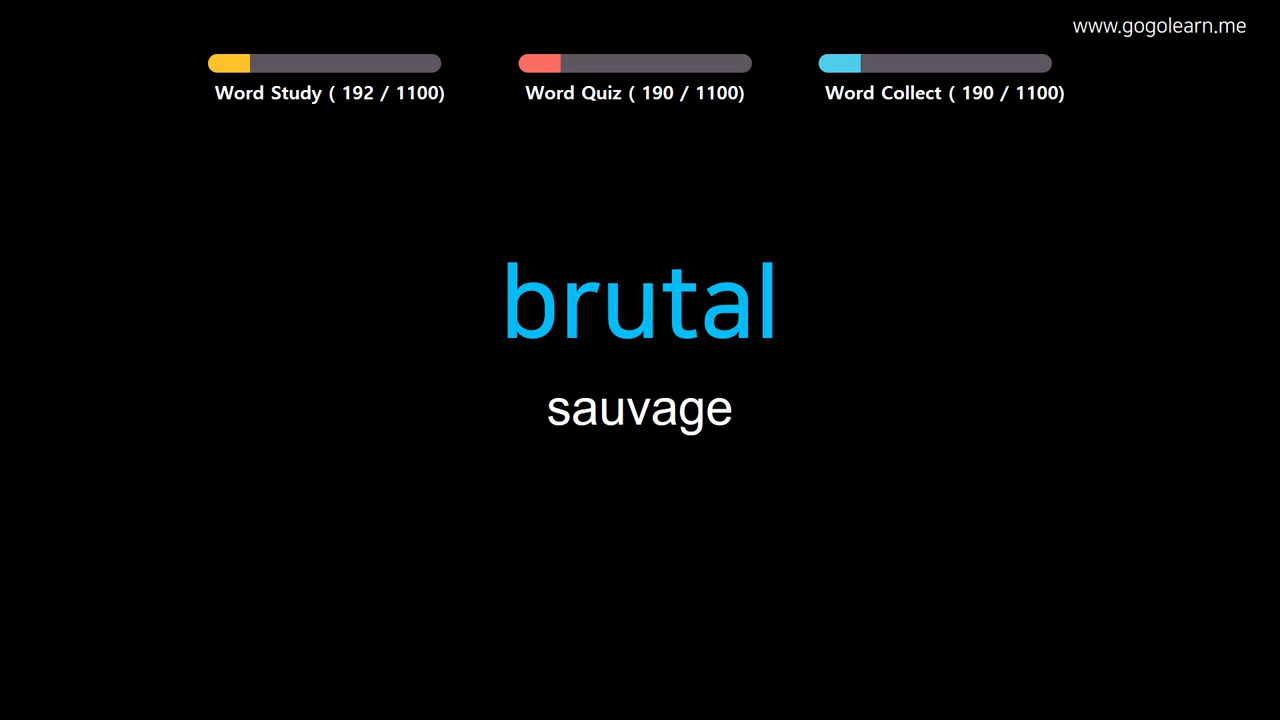 www.gogolearn.me
Word Study ( 192 / 1100)
Word Quiz ( 190 / 1100)
Word Collect ( 190 / 1100)
brutal
sauvage